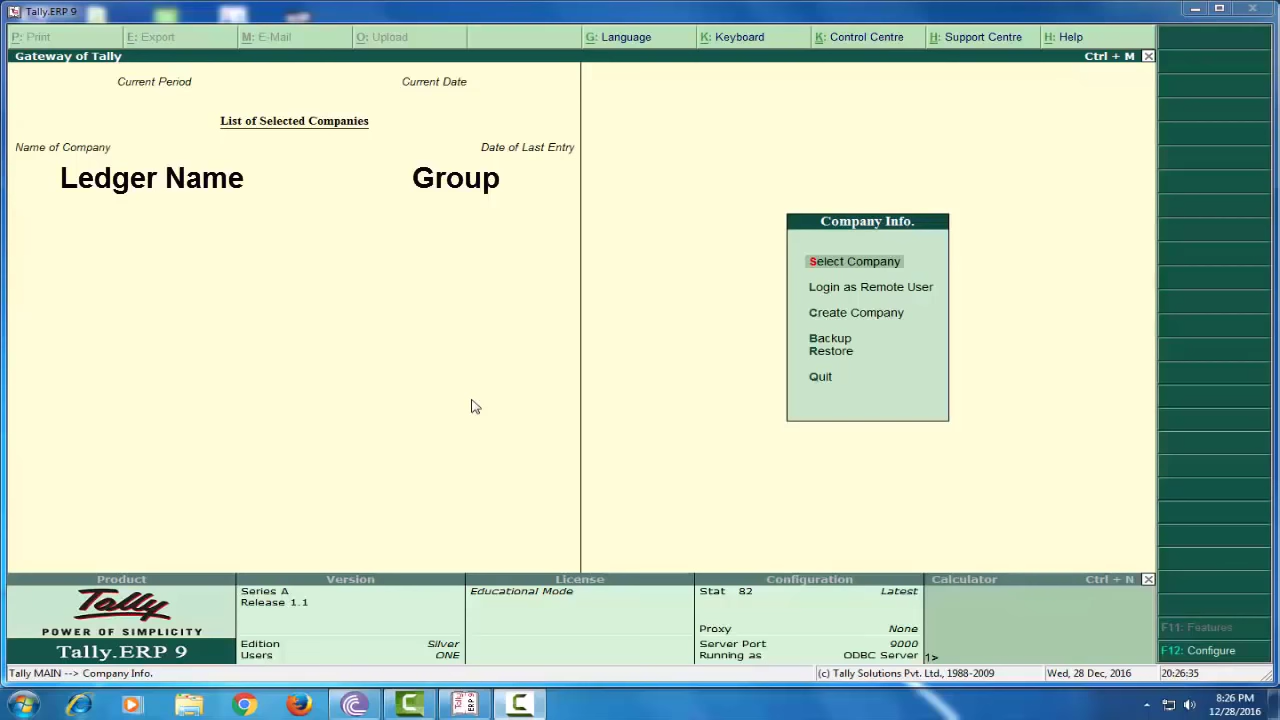 Tally.ERP 9
P: Print
E: Export
M: E-Mail
O: Upload
G: Language
K: Keyboard
K: Control Centre
H: Support Centre
H: Help
Gateway of Tally
Ctrl + M
Current Period
Current Date
List of Selected Companies
Name of Company
Date of Last Entry
Ledger Name
Group
Company Info.
Select Company
Login as Remote User
Create Company
Backup
Restore
Quit
Product
Version
License
Configuration
Calculator
Ctrl + N
Tally
POWER OF SIMPLICITY
Tally.ERP 9
Series A
Release 1.1
Edition Silver
Users ONE
Educational Mode
Stat 82 Latest
Proxy None
Server Port 9000
Running as ODBC Server
1>
F11: Features
F12: Configure
Tally MAIN --> Company Info.
(c) Tally Solutions Pvt. Ltd., 1988-2009
Wed, 28 Dec, 2016
20:26:35
8:26 PM
12/28/2016